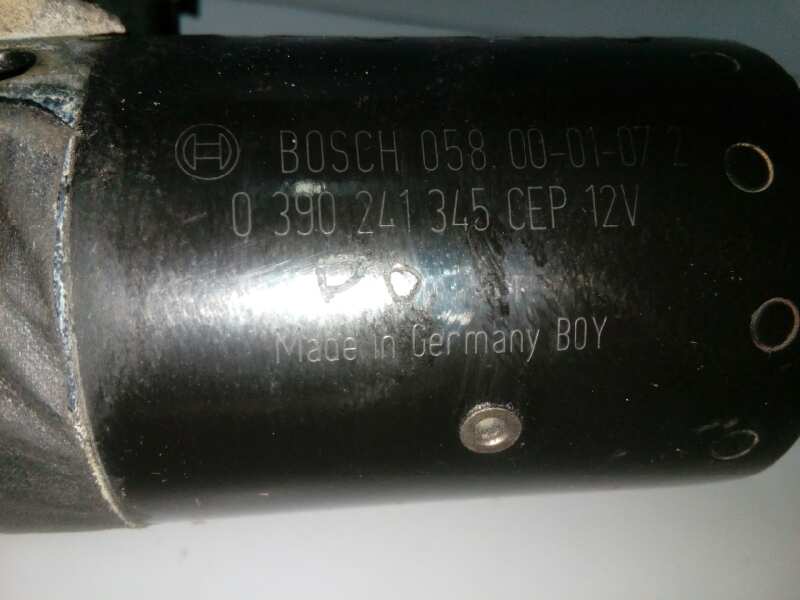 BOSCH 058. 00-01-07 2
0 390 241 345 CEP 12V
Made in Germany BOY